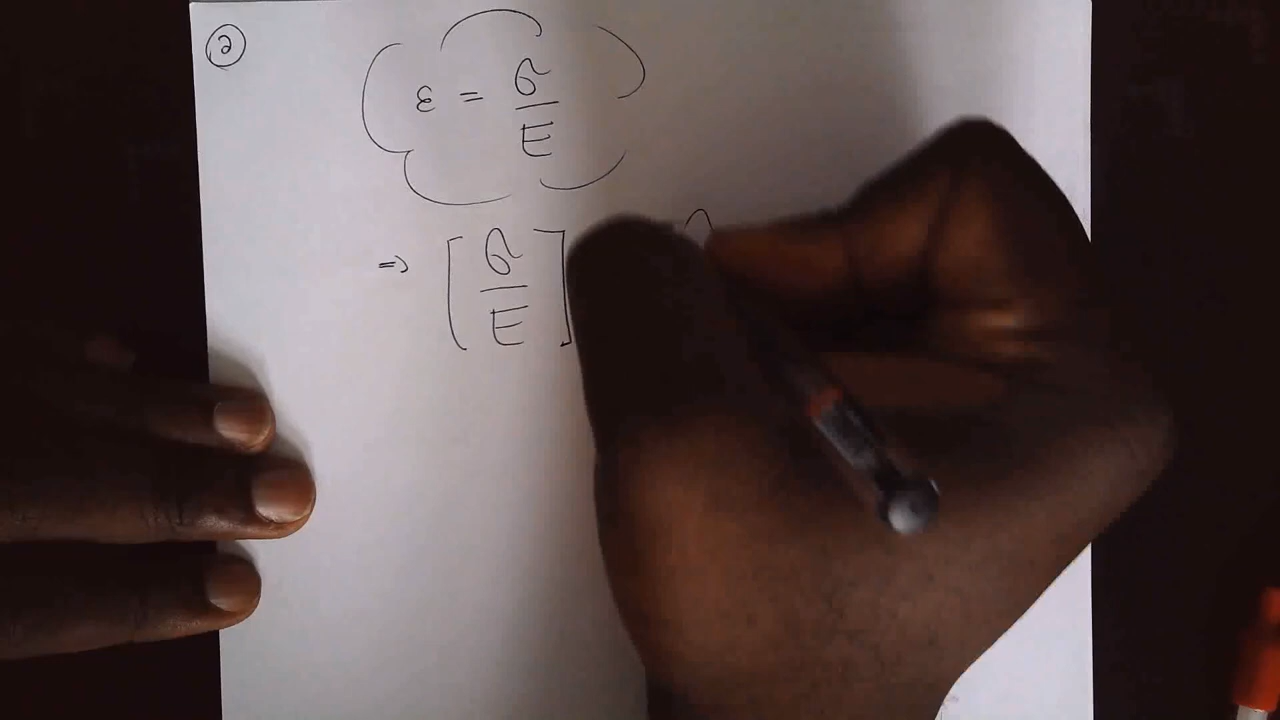 ②
ε = σ/E
⇒ [σ/E]